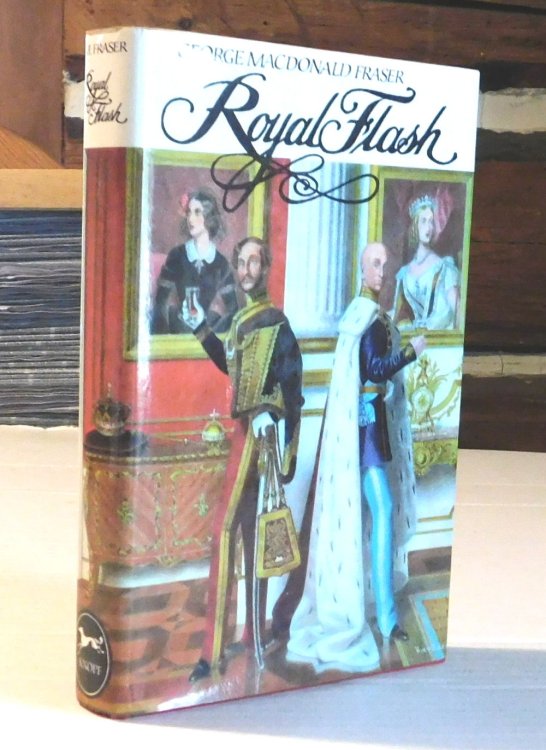 GEORGE MACDONALD FRASER
Royal Flash
FRASER
Royal
Flash
KNOPF